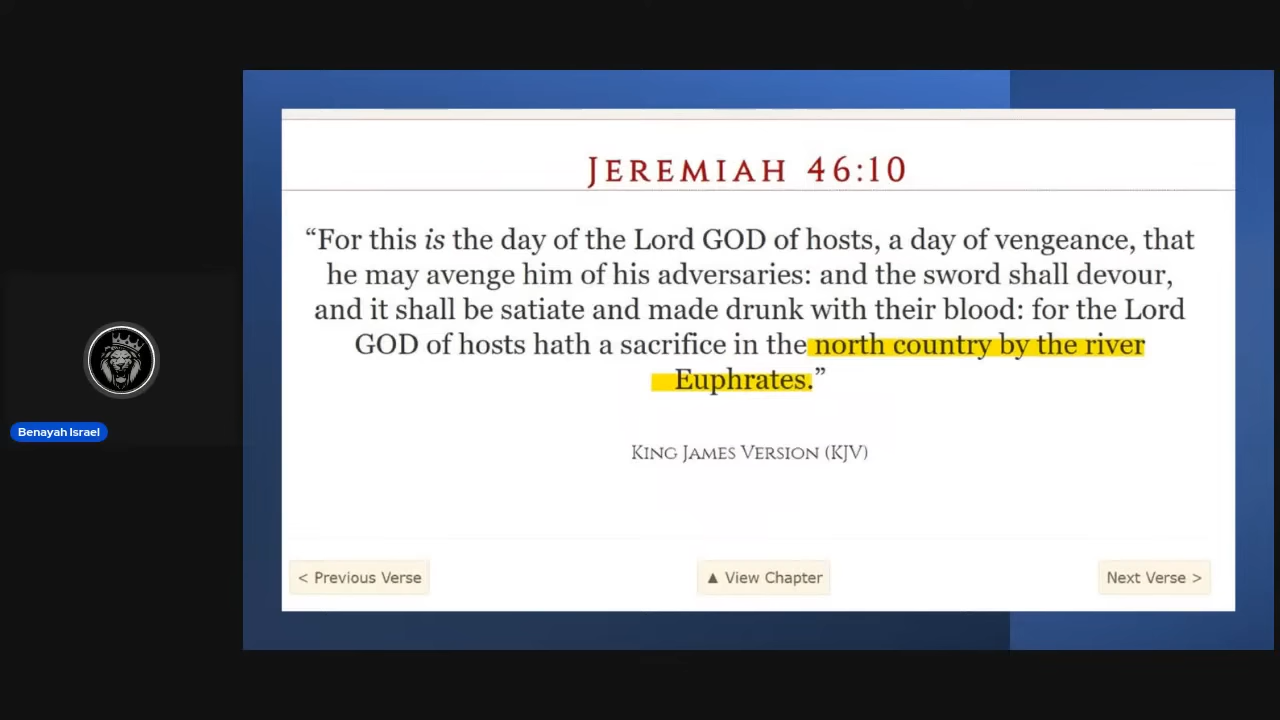 JEREMIAH 46:10
“For this is the day of the Lord GOD of hosts, a day of vengeance, that
he may avenge him of his adversaries: and the sword shall devour,
and it shall be satiate and made drunk with their blood: for the Lord
GOD of hosts hath a sacrifice in the north country by the river
Euphrates.”
KING JAMES VERSION (KJV)
Benayah Israel
< Previous Verse
▲ View Chapter
Next Verse >